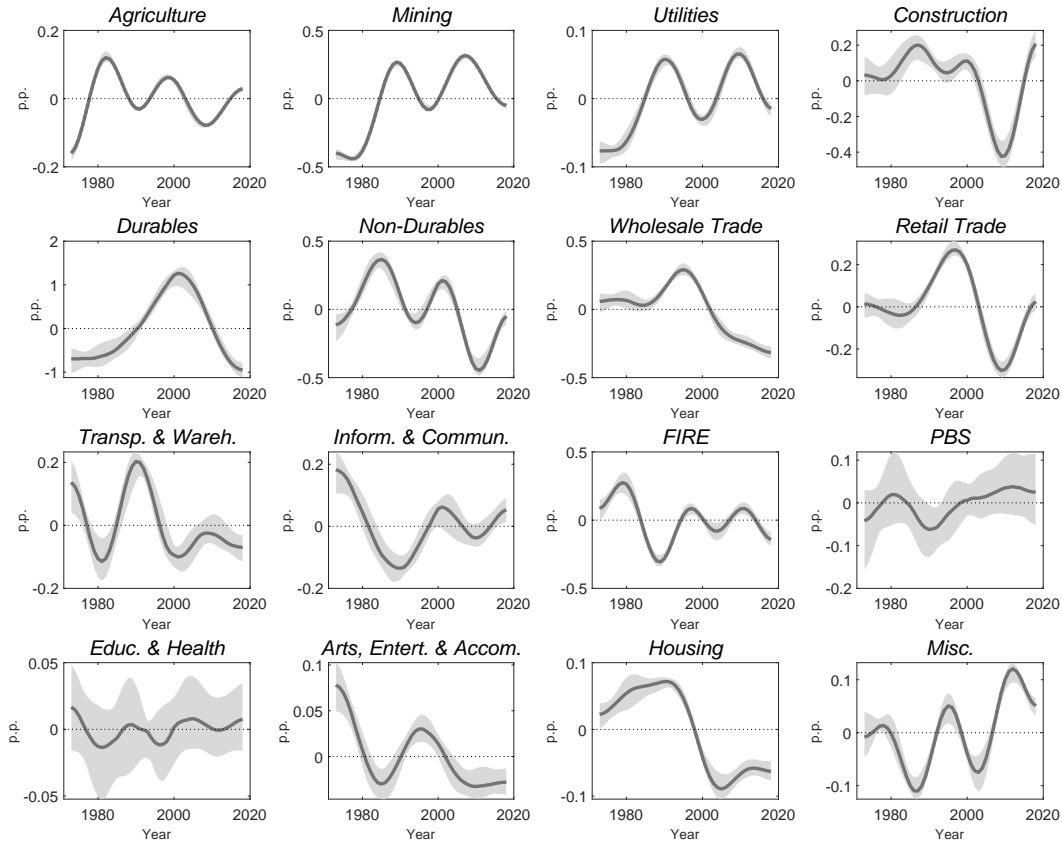 Agriculture
p.p.
0.2
0
-0.2
1980 2000 2020
Year
Mining
p.p.
0.5
0
-0.5
1980 2000 2020
Year
Utilities
p.p.
0.1
0
-0.1
1980 2000 2020
Year
Construction
p.p.
0.2
0
-0.2
-0.4
1980 2000 2020
Year
Durables
p.p.
2
1
0
-1
1980 2000 2020
Year
Non-Durables
p.p.
0.5
0
-0.5
1980 2000 2020
Year
Wholesale Trade
p.p.
0.5
0
-0.5
1980 2000 2020
Year
Retail Trade
p.p.
0.2
0
-0.2
1980 2000 2020
Year
Transp. & Wareh.
p.p.
0.2
0
-0.2
1980 2000 2020
Year
Inform. & Commun.
p.p.
0.2
0
-0.2
1980 2000 2020
Year
FIRE
p.p.
0.5
0
-0.5
1980 2000 2020
Year
PBS
p.p.
0.1
0
-0.1
-0.2
1980 2000 2020
Year
Educ. & Health
p.p.
0.05
0
-0.05
1980 2000 2020
Year
Arts, Entert. & Accom.
p.p.
0.1
0.05
0
1980 2000 2020
Year
Housing
p.p.
0.1
0
-0.1
1980 2000 2020
Year
Misc.
p.p.
0.1
0
-0.1
1980 2000 2020
Year